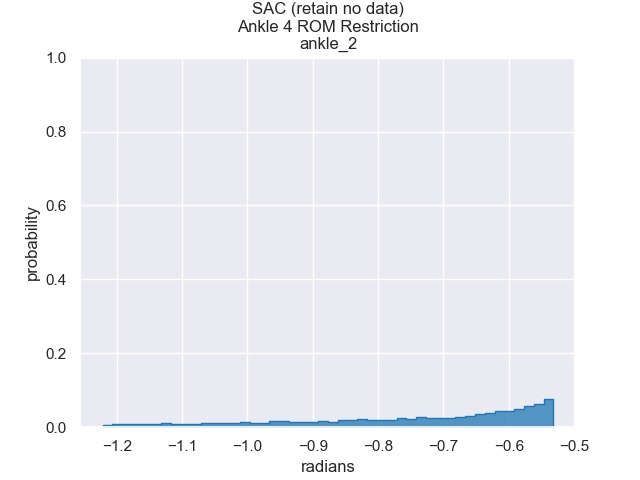 SAC (retain no data)
Ankle 4 ROM Restriction
ankle_2
1.0
0.8
0.6
0.4
0.2
0.0
probability
−1.2 −1.1 −1.0 −0.9 −0.8 −0.7 −0.6 −0.5
radians